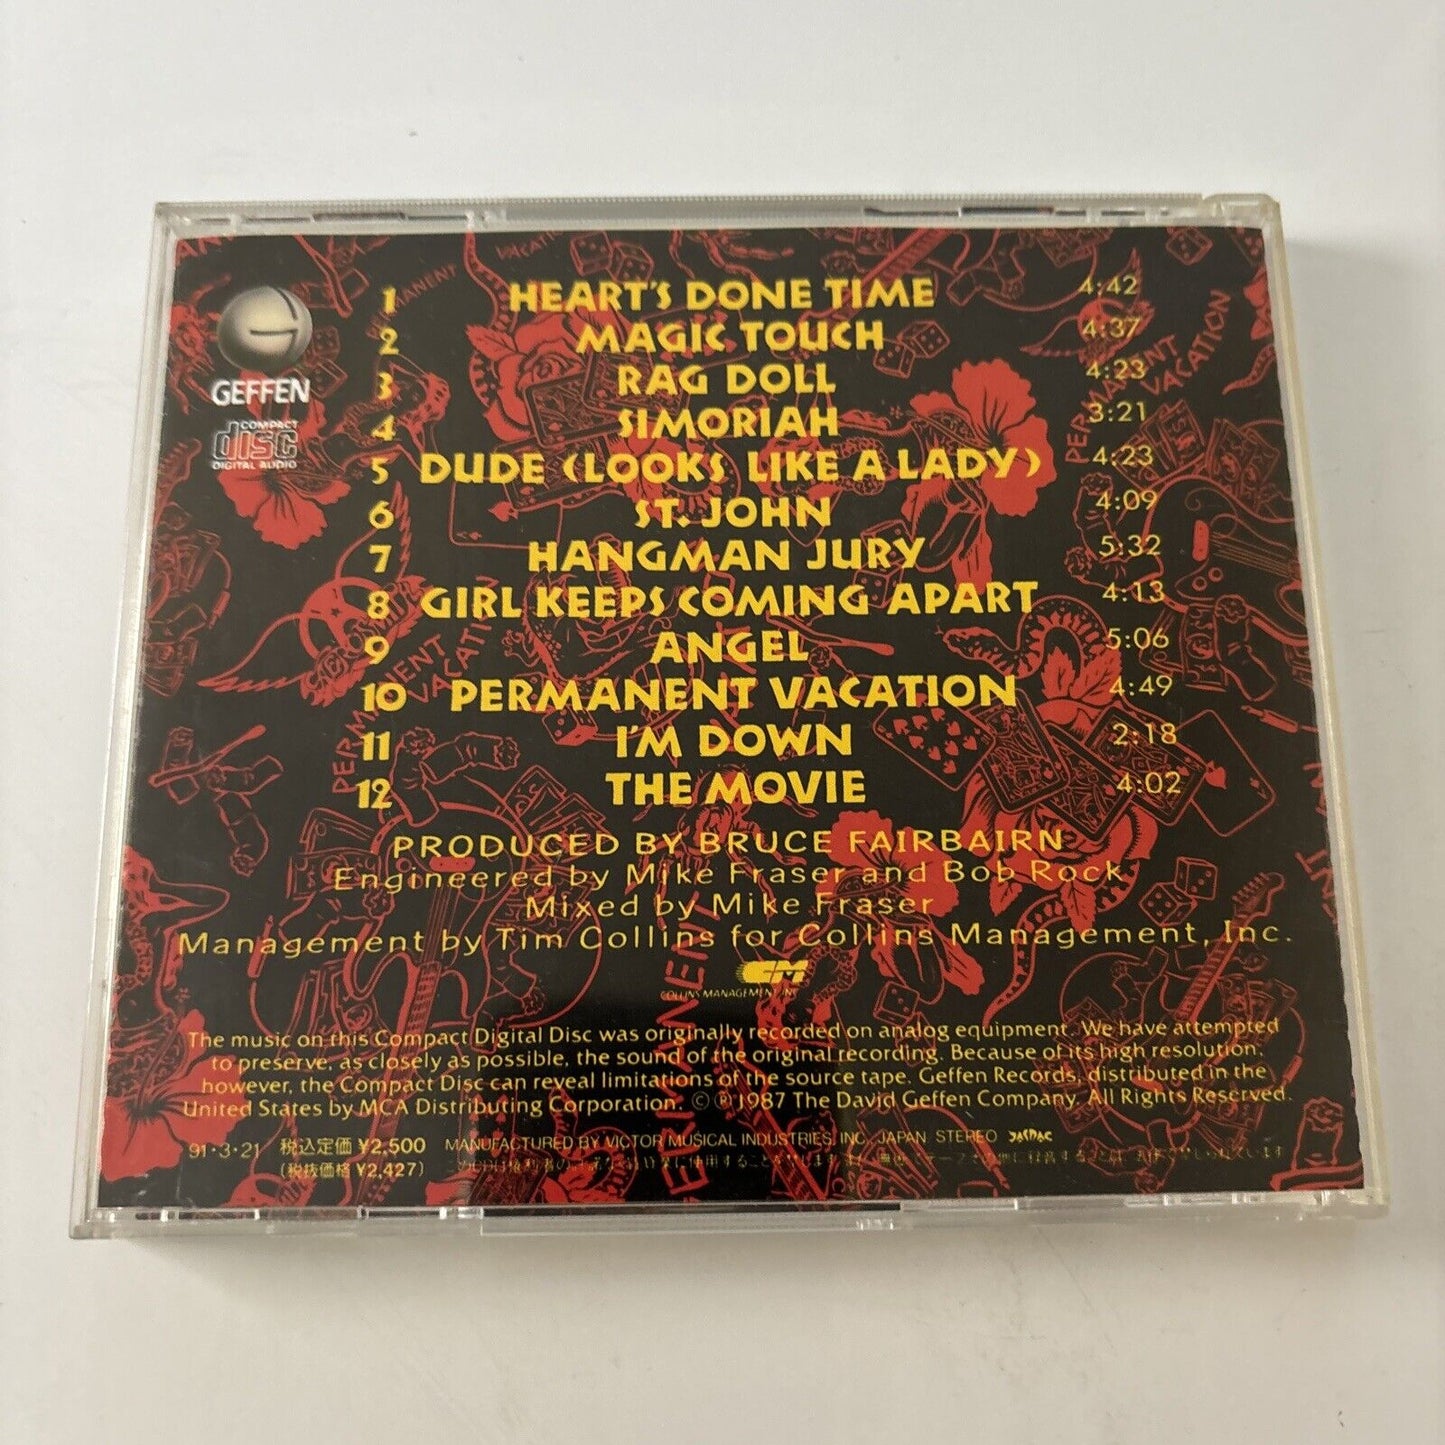 GEFFEN
COMPACT
disc
DIGITAL AUDIO
1 HEART'S DONE TIME 4:42
2 MAGIC TOUCH 4:37
3 RAG DOLL 4:23
4 SIMORIAH 3:21
5 DUDE (LOOKS LIKE A LADY) 4:23
6 ST. JOHN 4:09
7 HANGMAN JURY 5:32
8 GIRL KEEPS COMING APART 4:13
9 ANGEL 5:06
10 PERMANENT VACATION 4:49
11 I'M DOWN 2:18
12 THE MOVIE 4:02
PRODUCED BY BRUCE FAIRBAIRN
Engineered by Mike Fraser and Bob Rock
Mixed by Mike Fraser
Management by Tim Collins for Collins Management, Inc.
CM
COLLINS MANAGEMENT, INC.
The music on this Compact Digital Disc was originally recorded on analog equipment. We have attempted
to preserve, as closely as possible, the sound of the original recording. Because of its high resolution;
however, the Compact Disc can reveal limitations of the source tape. Geffen Records, distributed in the
United States by MCA Distributing Corporation. © ℗ 1987 The David Geffen Company. All Rights Reserved.
91・3・21 税込定価 ¥2,500 MANUFACTURED BY VICTOR MUSICAL INDUSTRIES, INC. JAPAN STEREO JASRAC
(税抜価格 ¥2,427)
PERMANENT VACATION
PERMANENT VACATION